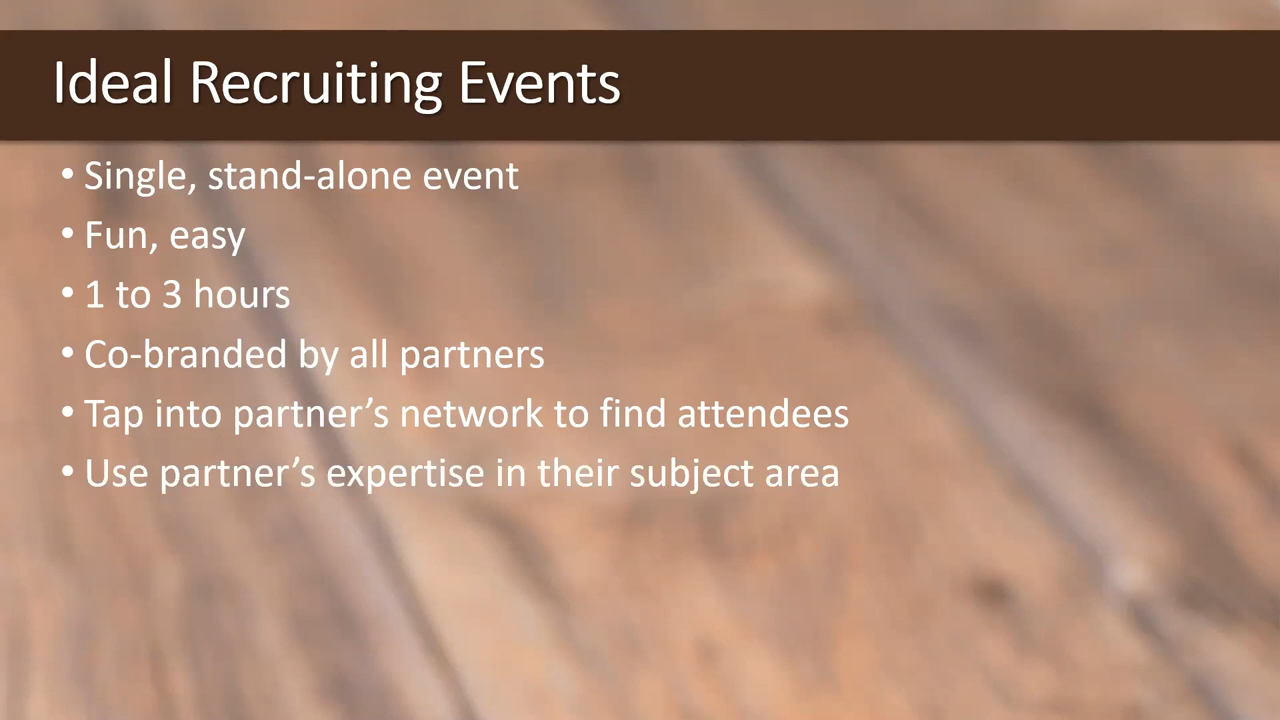 Ideal Recruiting Events
• Single, stand-alone event
• Fun, easy
• 1 to 3 hours
• Co-branded by all partners
• Tap into partner’s network to find attendees
• Use partner’s expertise in their subject area